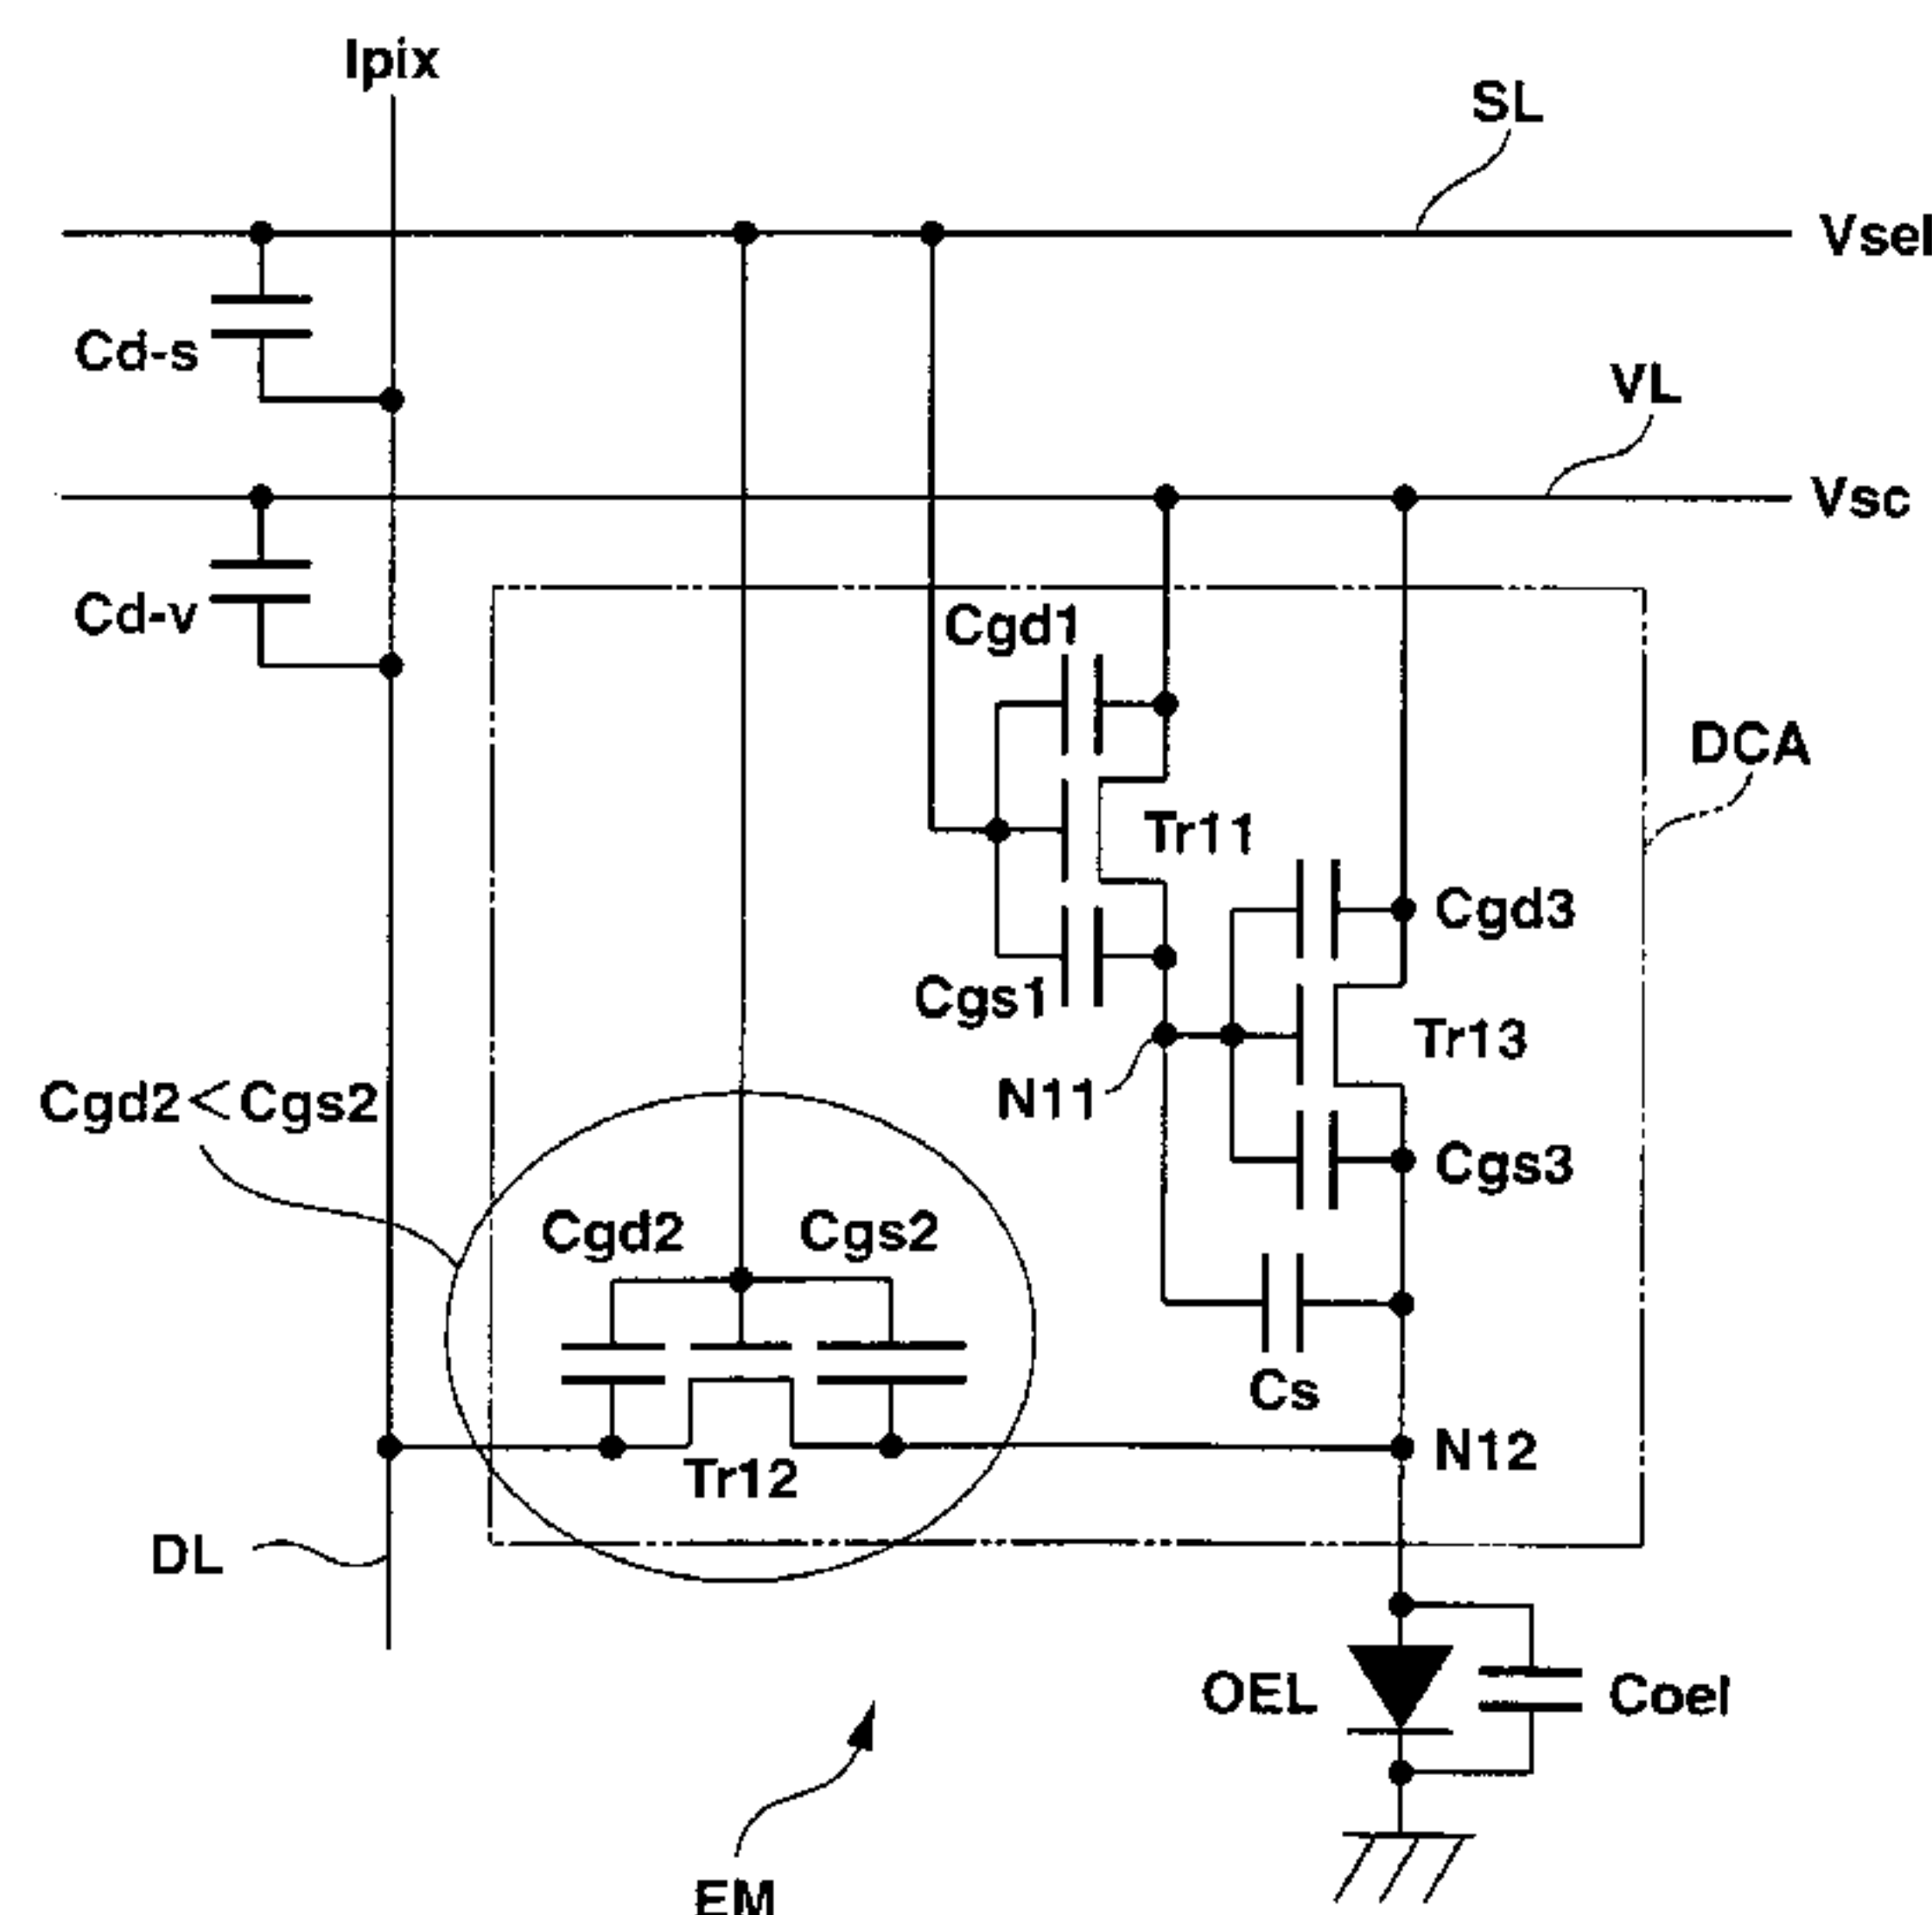 Ipix
SL
Vsel
Cd-s
VL
Vsc
Cd-v
Cgd1
DCA
Tr11
Cgd3
Cgs1
Tr13
N11
Cgd2<Cgs2
Cgs3
Cgd2
Cgs2
Cs
N12
Tr12
DL
OEL
Coel
EM